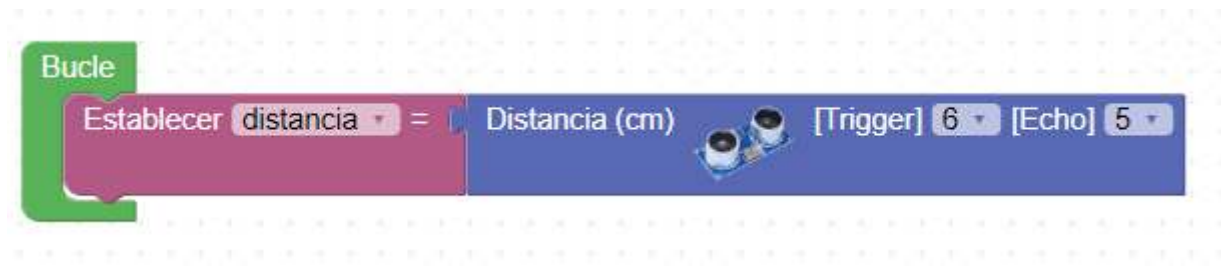 Bucle
Establecer distancia = Distancia (cm) [Trigger] 6 [Echo] 5